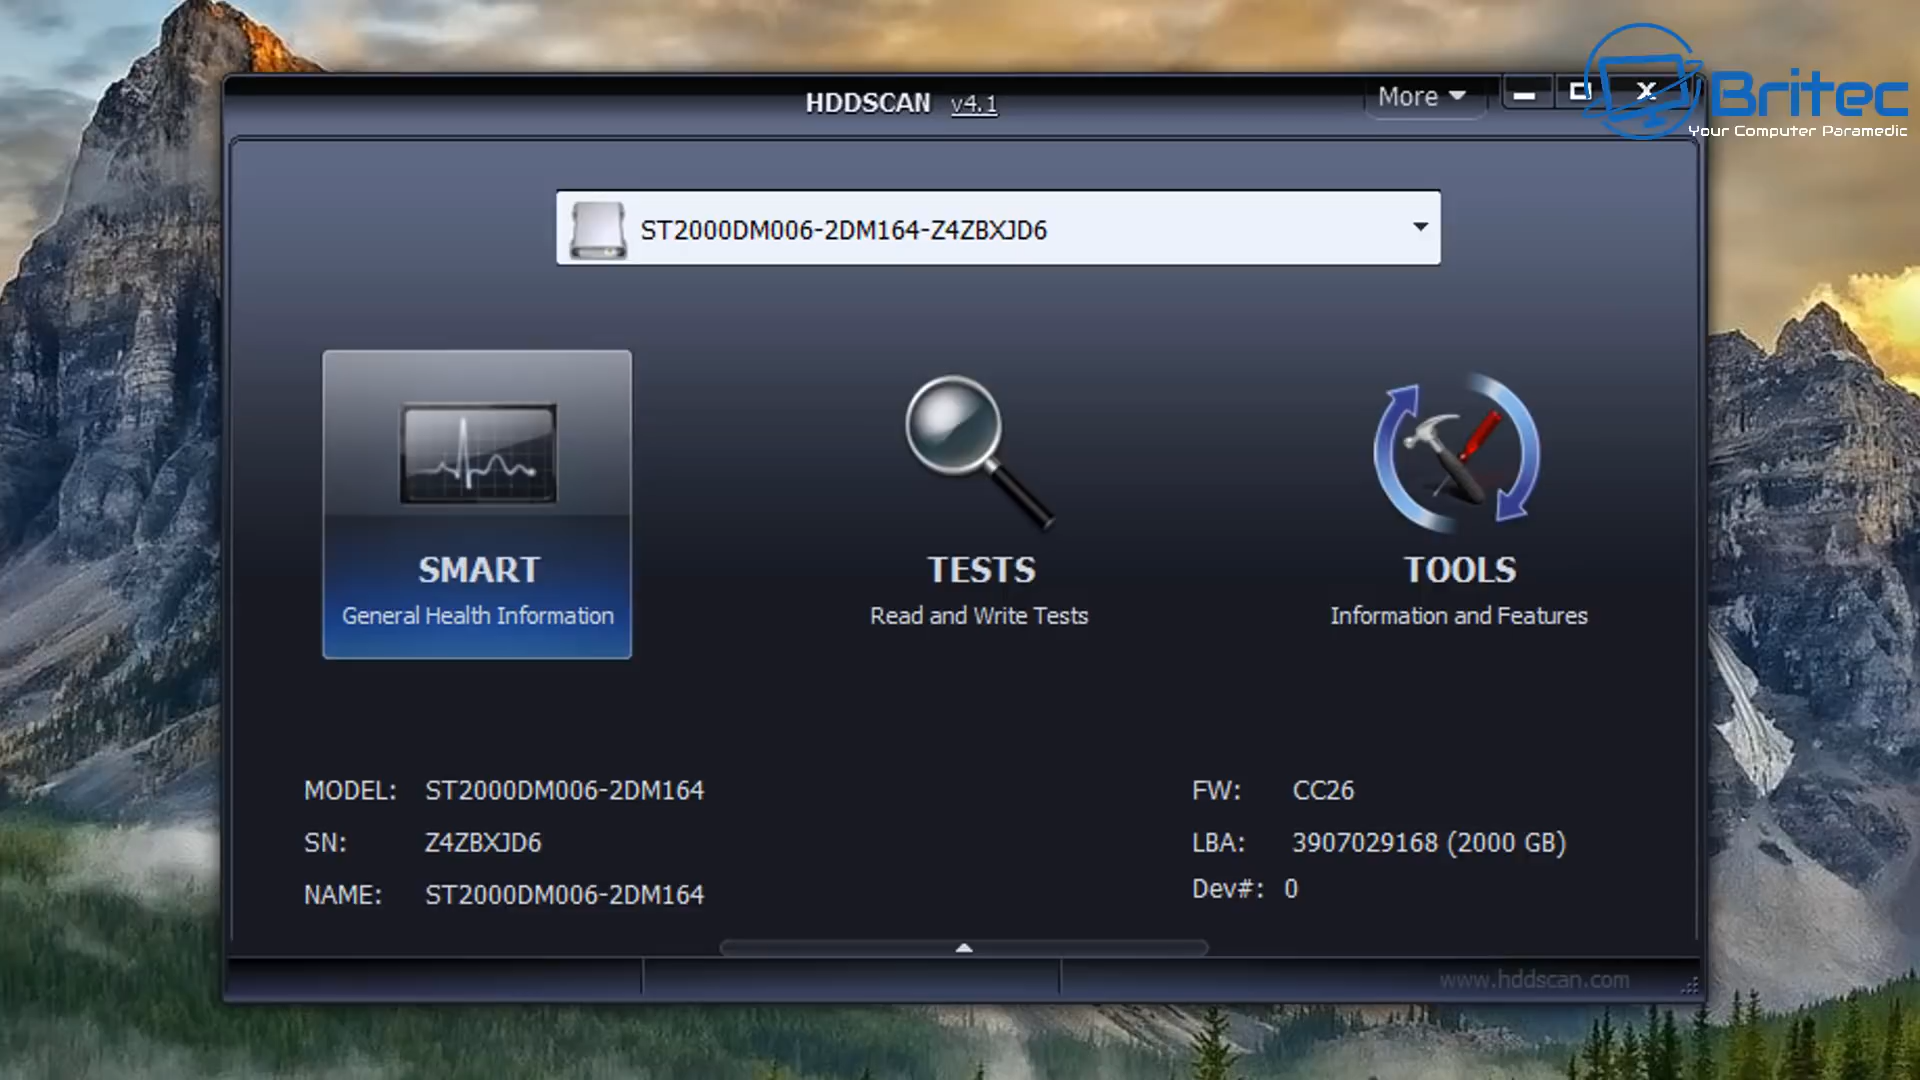 HDDSCAN v4.1
More
Britec
Your Computer Paramedic
ST2000DM006-2DM164-Z4ZBXJD6
SMART
General Health Information
TESTS
Read and Write Tests
TOOLS
Information and Features
MODEL: ST2000DM006-2DM164
SN: Z4ZBXJD6
NAME: ST2000DM006-2DM164
FW: CC26
LBA: 3907029168 (2000 GB)
Dev#: 0
www.hddscan.com